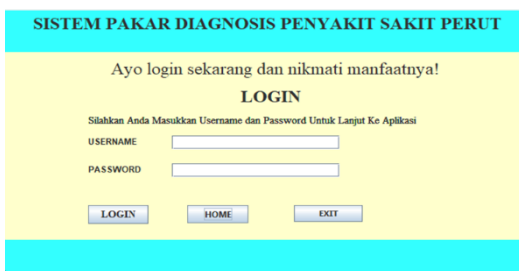 SISTEM PAKAR DIAGNOSIS PENYAKIT SAKIT PERUT
Ayo login sekarang dan nikmati manfaatnya!
LOGIN
Silahkan Anda Masukkan Username dan Password Untuk Lanjut Ke Aplikasi
USERNAME
PASSWORD
LOGIN HOME EXIT